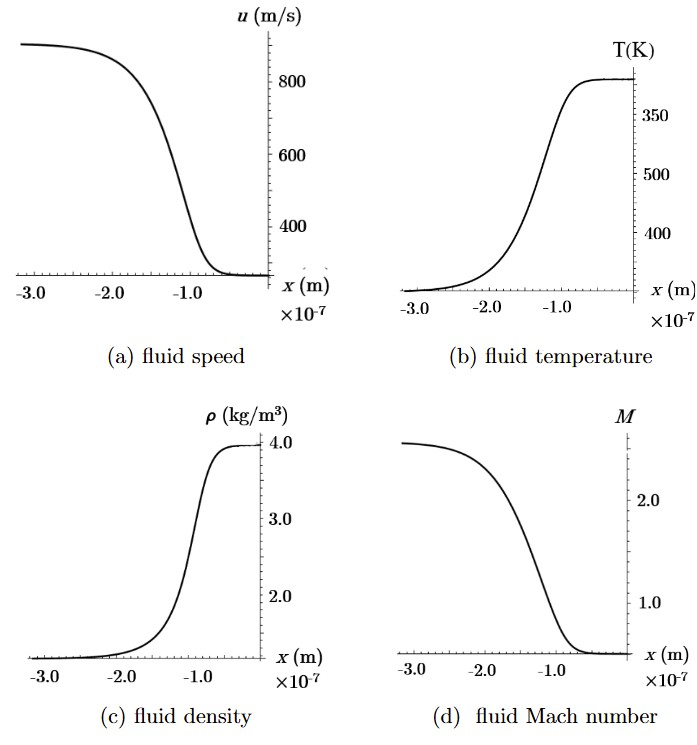 u (m/s)
800
600
400
x (m)
-3.0 -2.0 -1.0
×10-7
(a) fluid speed
T(K)
350
500
400
x (m)
-3.0 -2.0 -1.0
×10-7
(b) fluid temperature
ρ (kg/m³)
4.0
3.0
2.0
x (m)
-3.0 -2.0 -1.0
×10-7
(c) fluid density
M
2.0
1.0
x (m)
-3.0 -2.0 -1.0
×10-7
(d) fluid Mach number